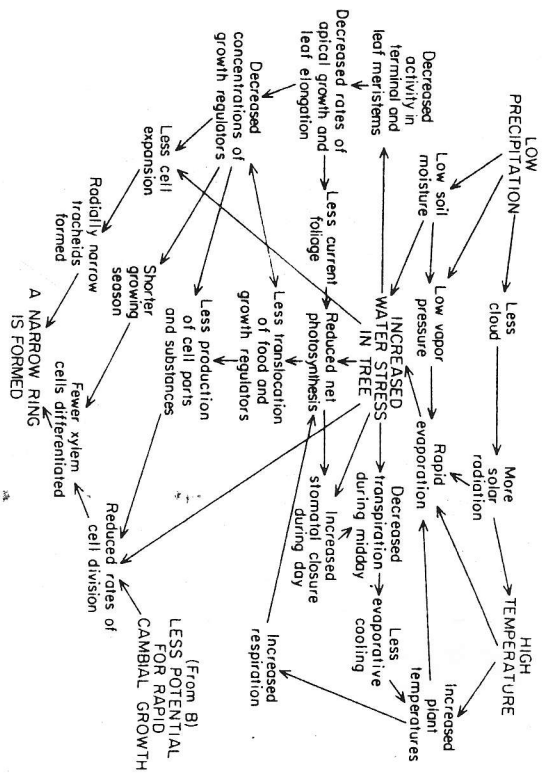 LOW
PRECIPITATION
HIGH
TEMPERATURE
Less
cloud
More
solar
radiation
Low soil
moisture
Low vapor
pressure
Rapid
evaporation
increased
plant
temperatures
Decreased
activity in
terminal and
leaf meristems
INCREASED
WATER STRESS
IN TREE
Decreased
transpiration
during midday
Less
evaporative
cooling
Decreased rates of
apical growth and
leaf elongation
Less current
foliage
Reduced net
photosynthesis
Increased
stomatal closure
during day
Increased
respiration
Decreased
concentrations of
growth regulators
Less translocation
of food and
growth regulators
Less cell
expansion
Shorter
growing
season
Less production
of cell parts
and substances
Radially narrow
tracheids
formed
Fewer xylem
cells differentiated
Reduced rates of
cell division
(From B)
LESS POTENTIAL
FOR RAPID
CAMBIAL GROWTH
A NARROW RING
IS FORMED